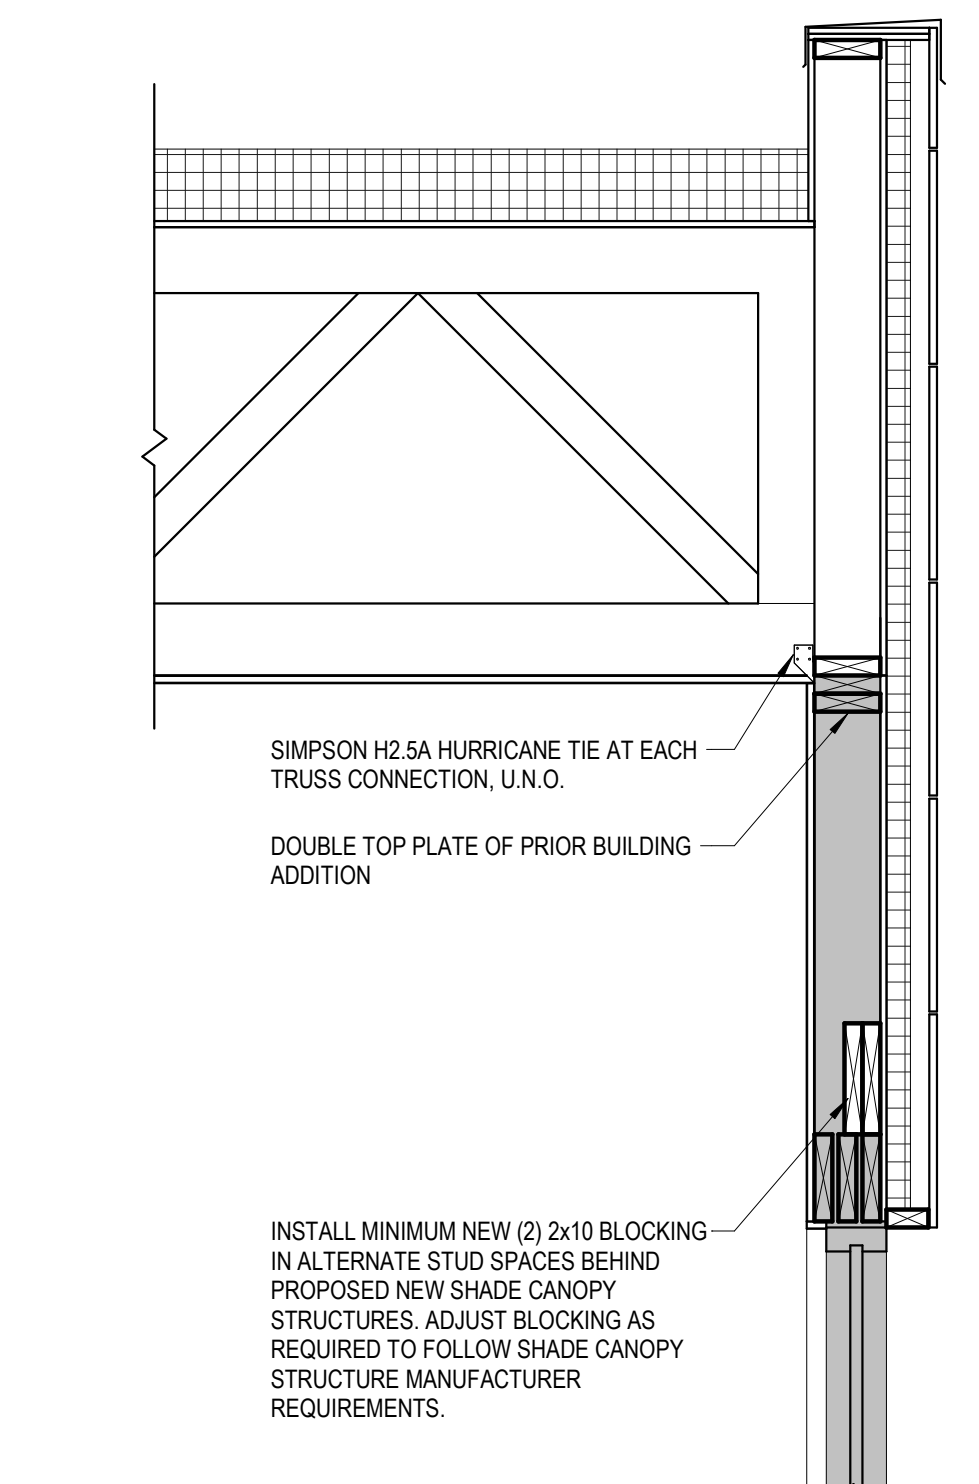 SIMPSON H2.5A HURRICANE TIE AT EACH
TRUSS CONNECTION, U.N.O.
DOUBLE TOP PLATE OF PRIOR BUILDING
ADDITION
INSTALL MINIMUM NEW (2) 2x10 BLOCKING
IN ALTERNATE STUD SPACES BEHIND
PROPOSED NEW SHADE CANOPY
STRUCTURES. ADJUST BLOCKING AS
REQUIRED TO FOLLOW SHADE CANOPY
STRUCTURE MANUFACTURER
REQUIREMENTS.